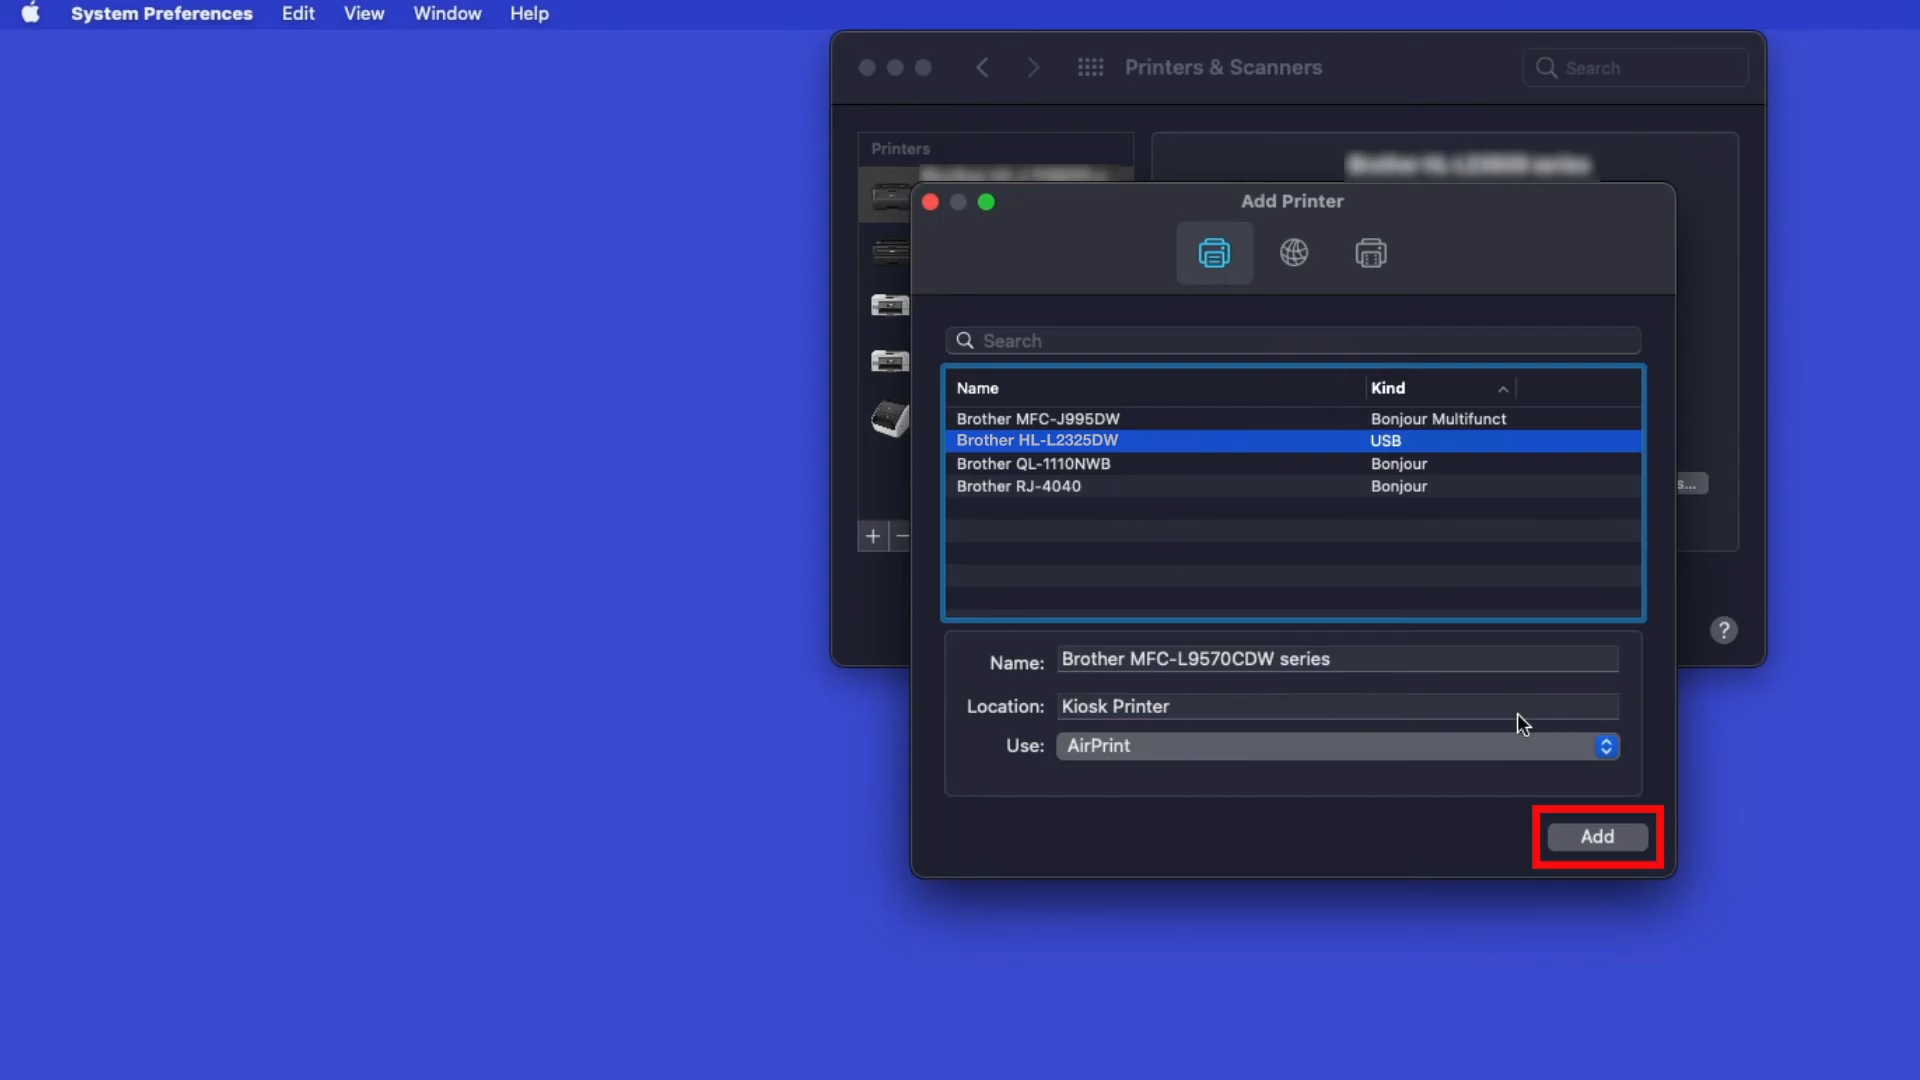 System Preferences Edit View Window Help
Printers & Scanners
Search
Printers
Add Printer
Search
Name Kind
Brother MFC-J995DW Bonjour Multifunct
Brother HL-L2325DW USB
Brother QL-1110NWB Bonjour
Brother RJ-4040 Bonjour
s...
+ −
?
Name: Brother MFC-L9570CDW series
Location: Kiosk Printer
Use: AirPrint
Add